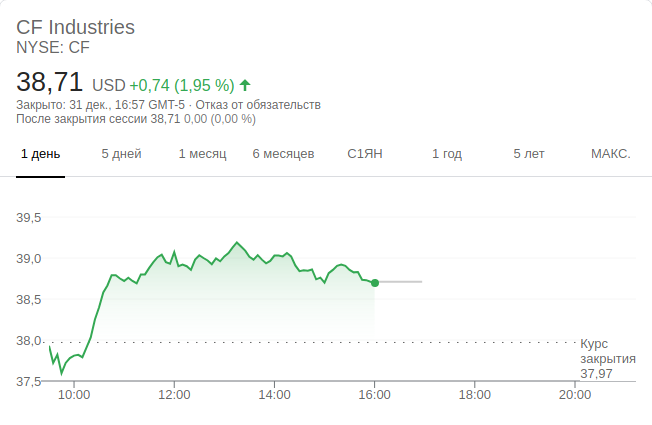 CF Industries
NYSE: CF
38,71 USD +0,74 (1,95 %)
Закрыто: 31 дек., 16:57 GMT-5 · Отказ от обязательств
После закрытия сессии 38,71 0,00 (0,00 %)
1 день 5 дней 1 месяц 6 месяцев С1ЯН 1 год 5 лет МАКС.
39,5
39,0
38,5
38,0
Курс
закрытия
37,97
37,5
10:00 12:00 14:00 16:00 18:00 20:00